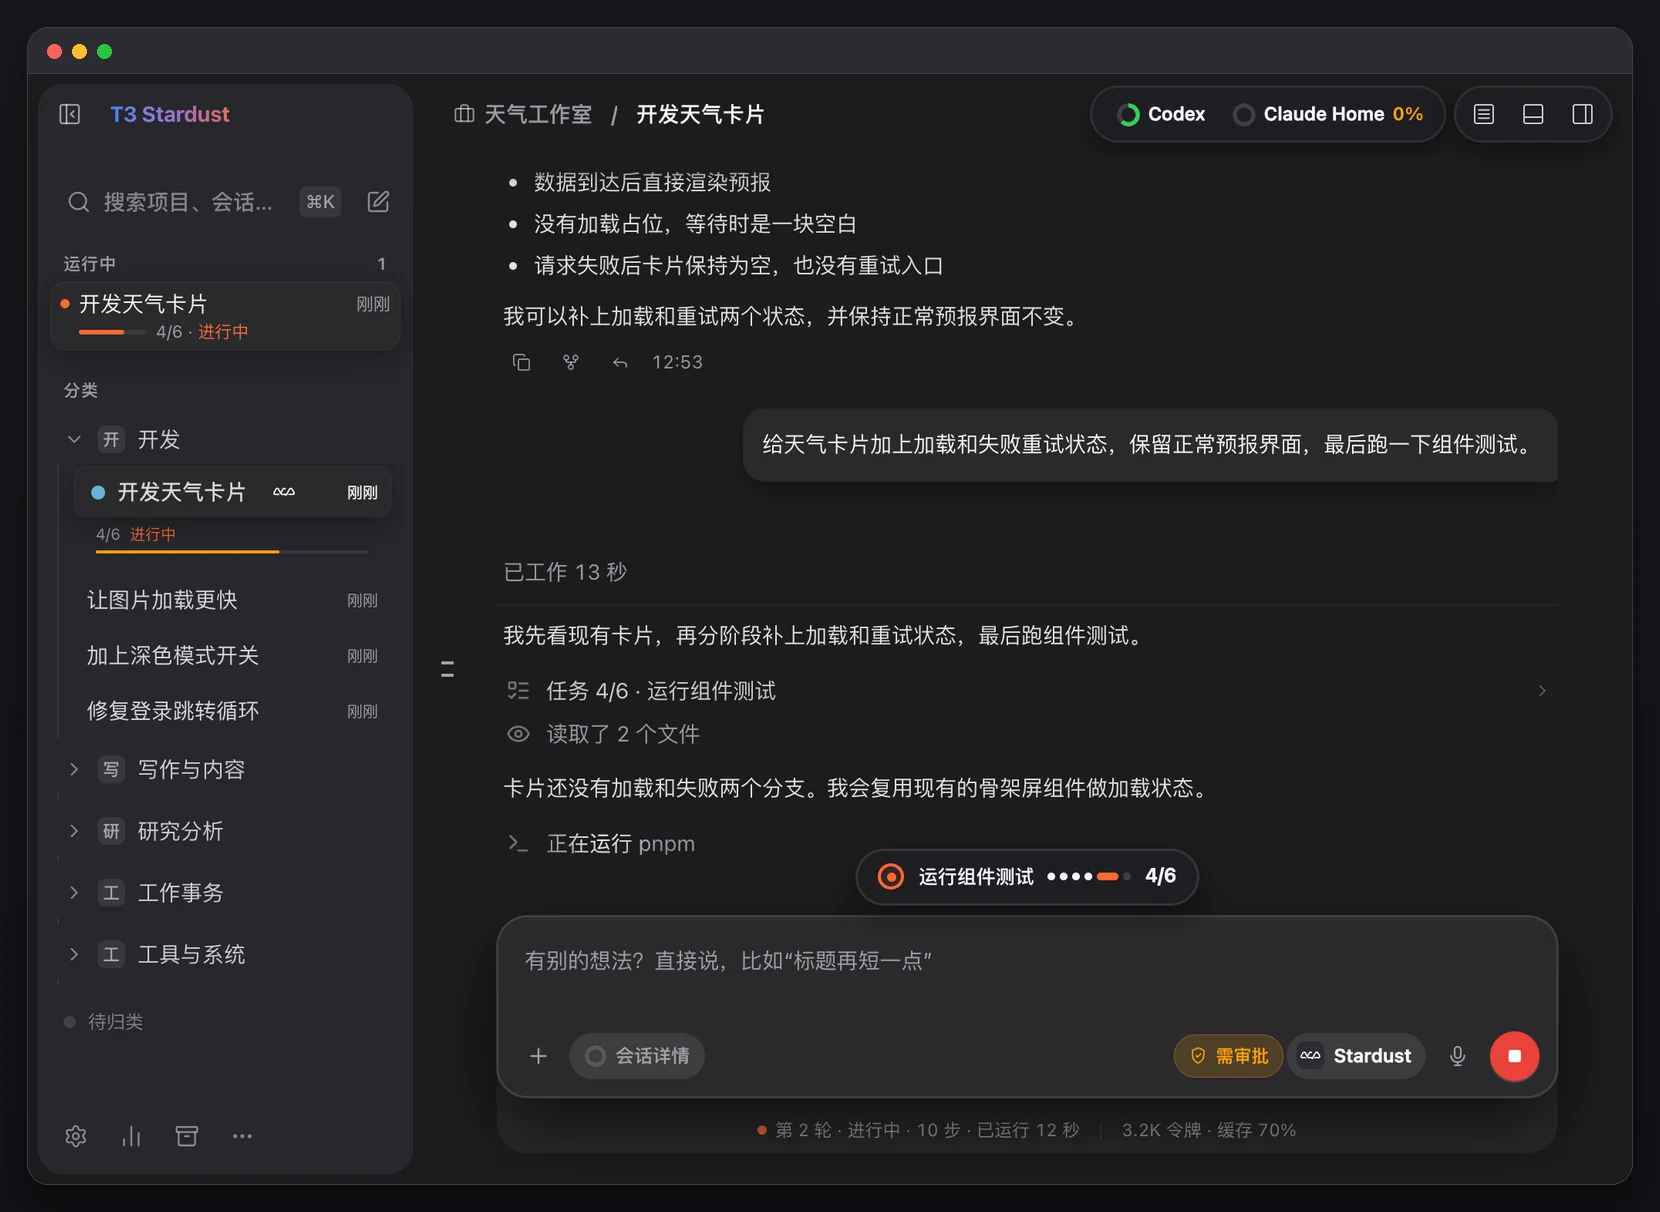 T3 Stardust
搜索项目、会话... ⌘K
运行中 1
开发天气卡片 刚刚
4/6 · 进行中
分类
开 开发
开发天气卡片 刚刚
4/6 进行中
让图片加载更快 刚刚
加上深色模式开关 刚刚
修复登录跳转循环 刚刚
写 写作与内容
研 研究分析
工 工作事务
工 工具与系统
待归类
天气工作室 / 开发天气卡片
Codex Claude Home 0%
• 数据到达后直接渲染预报
• 没有加载占位，等待时是一块空白
• 请求失败后卡片保持为空，也没有重试入口
我可以补上加载和重试两个状态，并保持正常预报界面不变。
12:53
给天气卡片加上加载和失败重试状态，保留正常预报界面，最后跑一下组件测试。
已工作 13 秒
我先看现有卡片，再分阶段补上加载和重试状态，最后跑组件测试。
任务 4/6 · 运行组件测试
读取了 2 个文件
卡片还没有加载和失败两个分支。我会复用现有的骨架屏组件做加载状态。
正在运行 pnpm
运行组件测试 4/6
有别的想法？直接说，比如“标题再短一点”
会话详情 需审批 Stardust
第 2 轮 · 进行中 · 10 步 · 已运行 12 秒 | 3.2K 令牌 · 缓存 70%